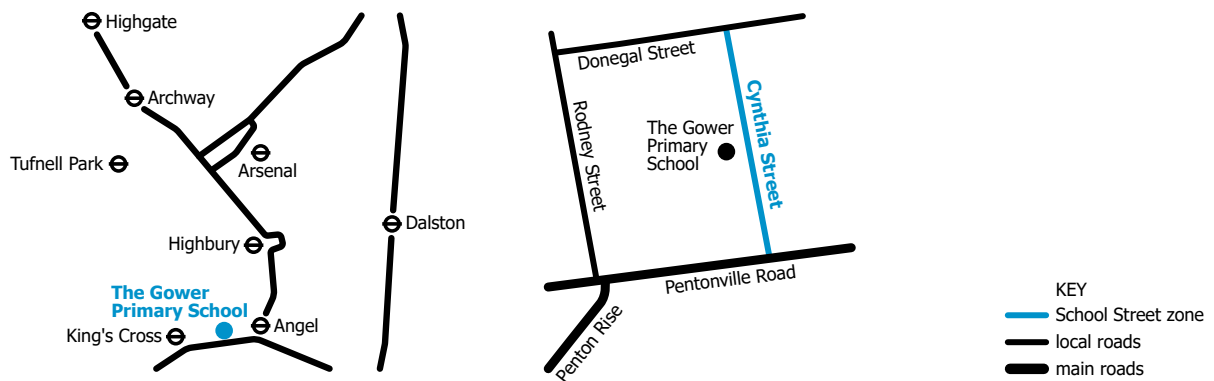 Highgate
Archway
Tufnell Park
Arsenal
Dalston
Highbury
The Gower
Primary School
King's Cross
Angel
Donegal Street
Rodney Street
The Gower
Primary
School
Cynthia Street
Pentonville Road
Penton Rise
KEY
School Street zone
local roads
main roads